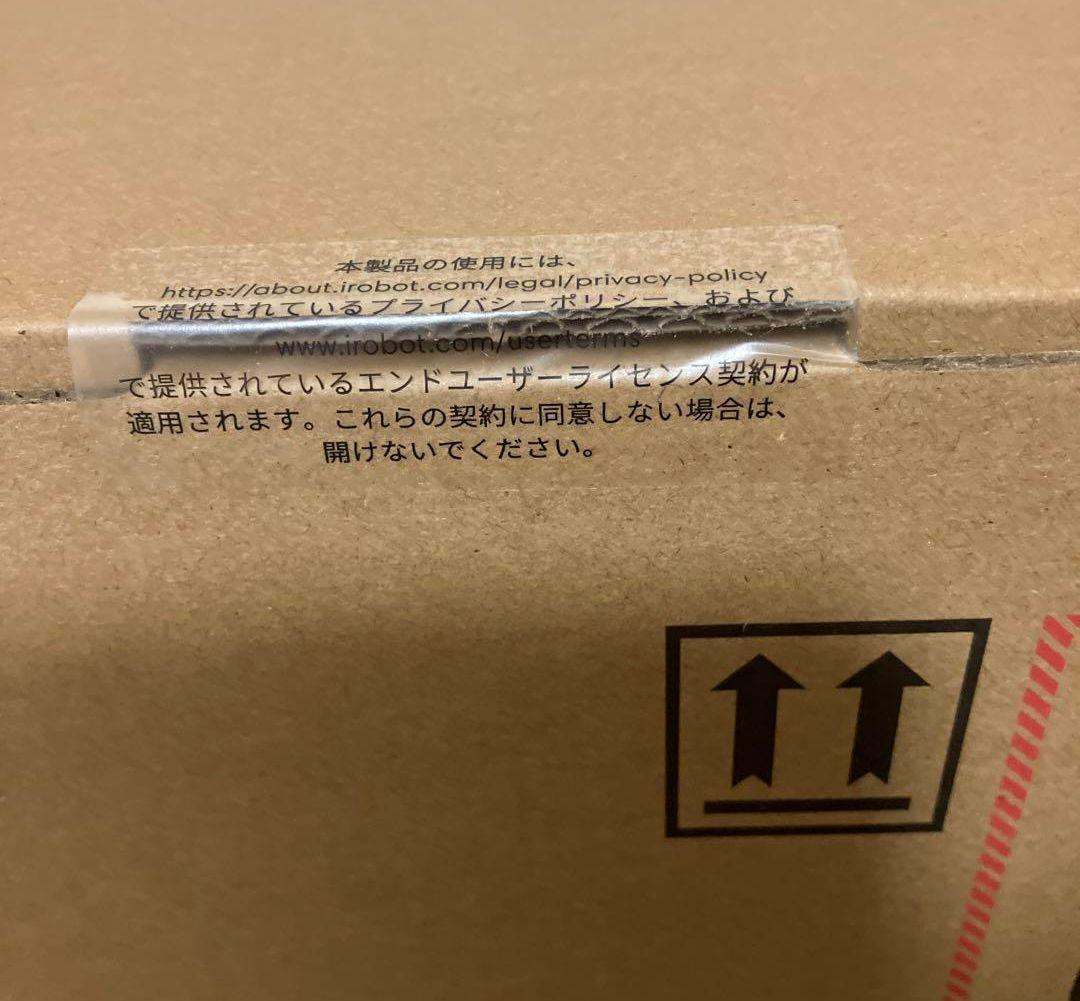 本製品の使用には、
https://about.irobot.com/legal/privacy-policy
で提供されているプライバシーポリシー、および
www.irobot.com/userterms
で提供されているエンドユーザーライセンス契約が
適用されます。これらの契約に同意しない場合は、
開けないでください。